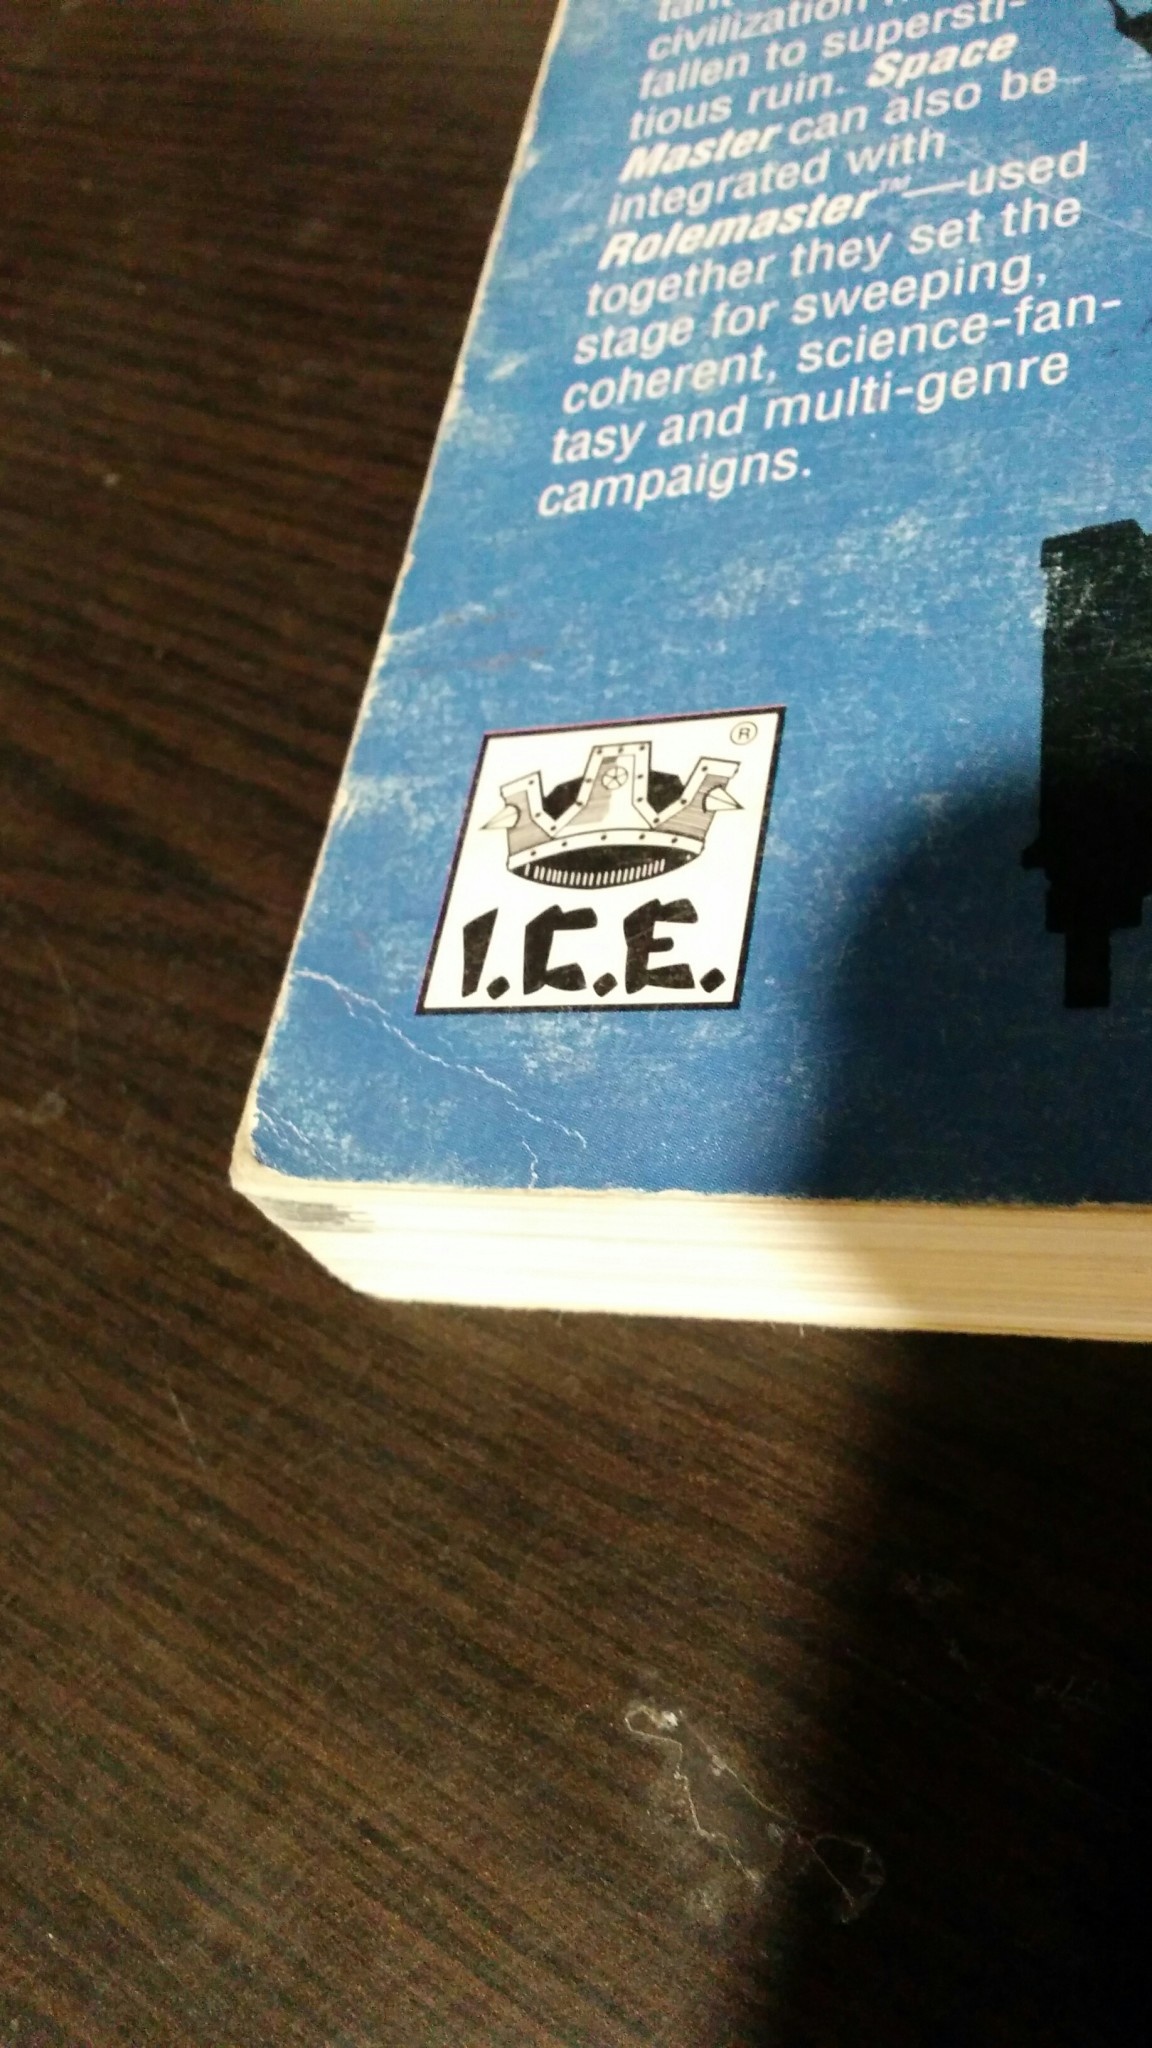 civilization
fallen to supersti-
tious ruin. Space
Master can also be
integrated with
Rolemaster™—used
together they set the
stage for sweeping,
coherent, science-fan-
tasy and multi-genre
campaigns.
®
I.C.E.